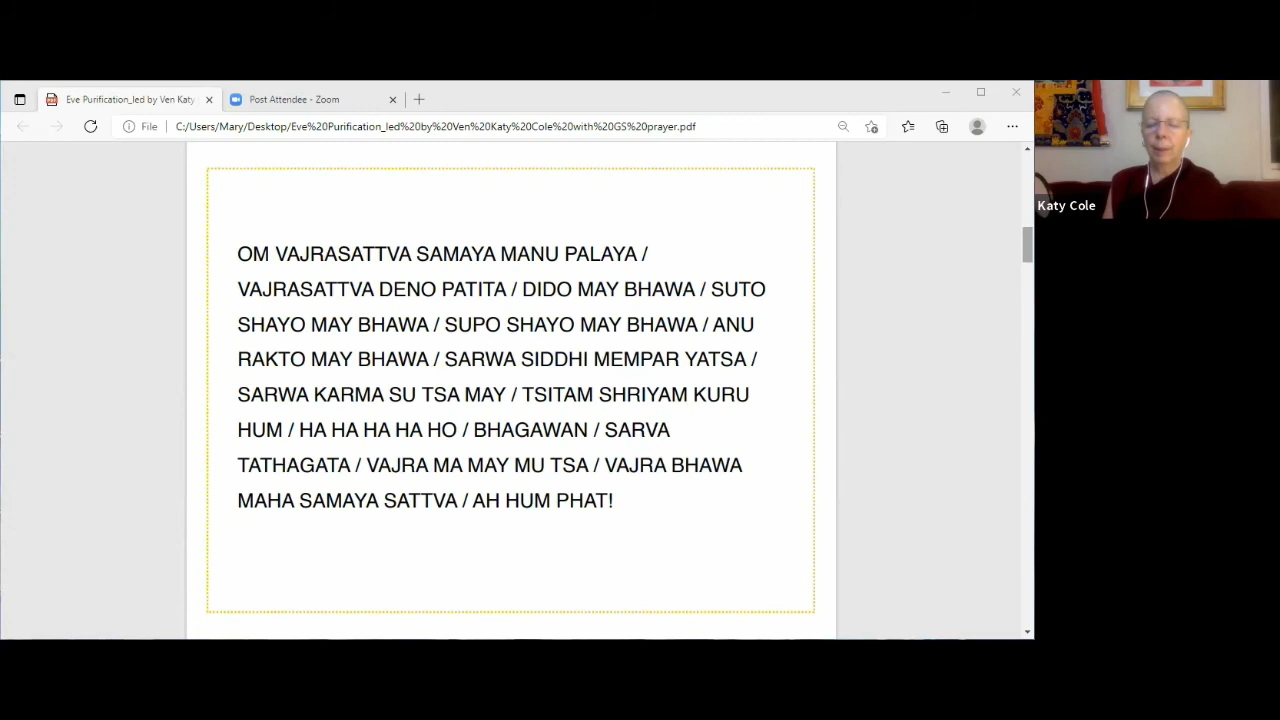 Eve Purification_led by Ven Katy
Post Attendee - Zoom
File
C:/Users/Mary/Desktop/Eve%20Purification_led%20by%20Ven%20Katy%20Cole%20with%20GS%20prayer.pdf
OM VAJRASATTVA SAMAYA MANU PALAYA /
VAJRASATTVA DENO PATITA / DIDO MAY BHAWA / SUTO
SHAYO MAY BHAWA / SUPO SHAYO MAY BHAWA / ANU
RAKTO MAY BHAWA / SARWA SIDDHI MEMPAR YATSA /
SARWA KARMA SU TSA MAY / TSITAM SHRIYAM KURU
HUM / HA HA HA HA HO / BHAGAWAN / SARVA
TATHAGATA / VAJRA MA MAY MU TSA / VAJRA BHAWA
MAHA SAMAYA SATTVA / AH HUM PHAT!
Katy Cole